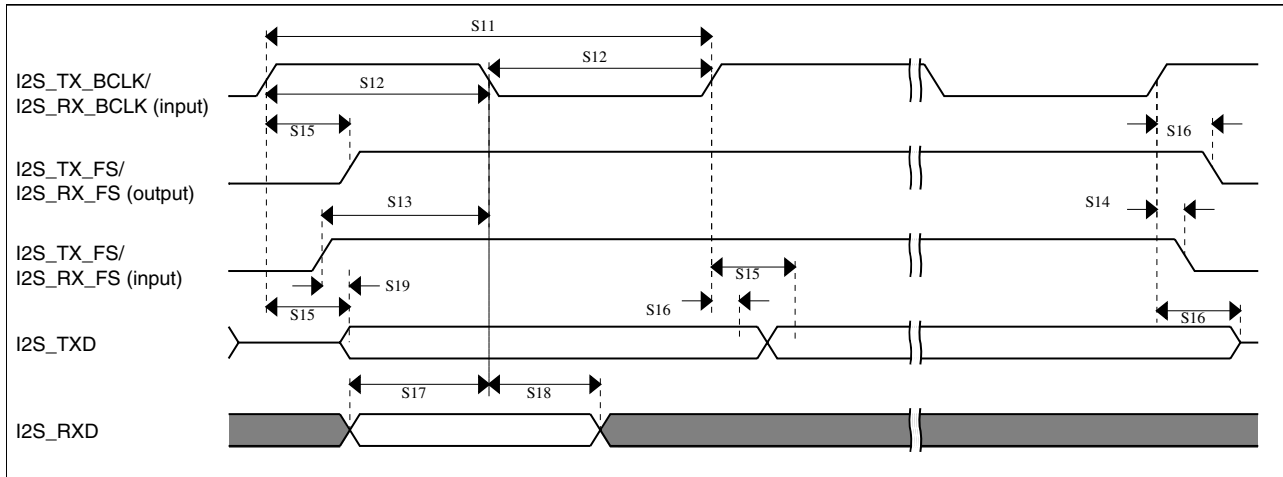 S11
S12
I2S_TX_BCLK/
I2S_RX_BCLK (input)
S12
S15
S16
I2S_TX_FS/
I2S_RX_FS (output)
S13
S14
I2S_TX_FS/
I2S_RX_FS (input)
S15
S19
S15
S16
S16
I2S_TXD
S17
S18
I2S_RXD